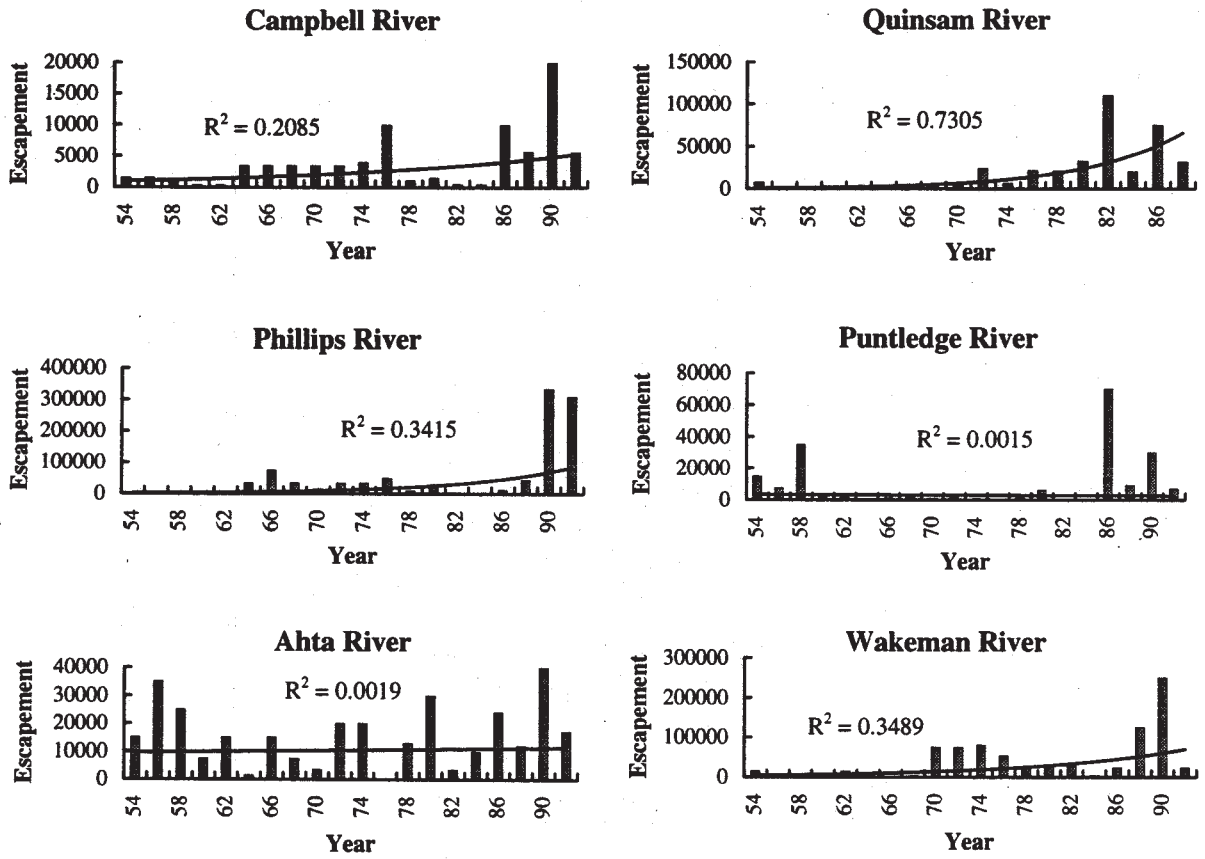 Campbell River
Escapement
20000
15000
10000
5000
0
R² = 0.2085
54 58 62 66 70 74 78 82 86 90
Year
Quinsam River
Escapement
150000
100000
50000
0
R² = 0.7305
54 58 62 66 70 74 78 82 86
Year
Phillips River
Escapement
400000
300000
200000
100000
0
R² = 0.3415
54 58 62 66 70 74 78 82 86 90
Year
Puntledge River
Escapement
80000
60000
40000
20000
0
R² = 0.0015
54 58 62 66 70 74 78 82 86 90
Year
Ahta River
Escapement
40000
30000
20000
10000
0
R² = 0.0019
54 58 62 66 70 74 78 82 86 90
Year
Wakeman River
Escapement
300000
200000
100000
0
R² = 0.3489
54 58 62 66 70 74 78 82 86 90
Year